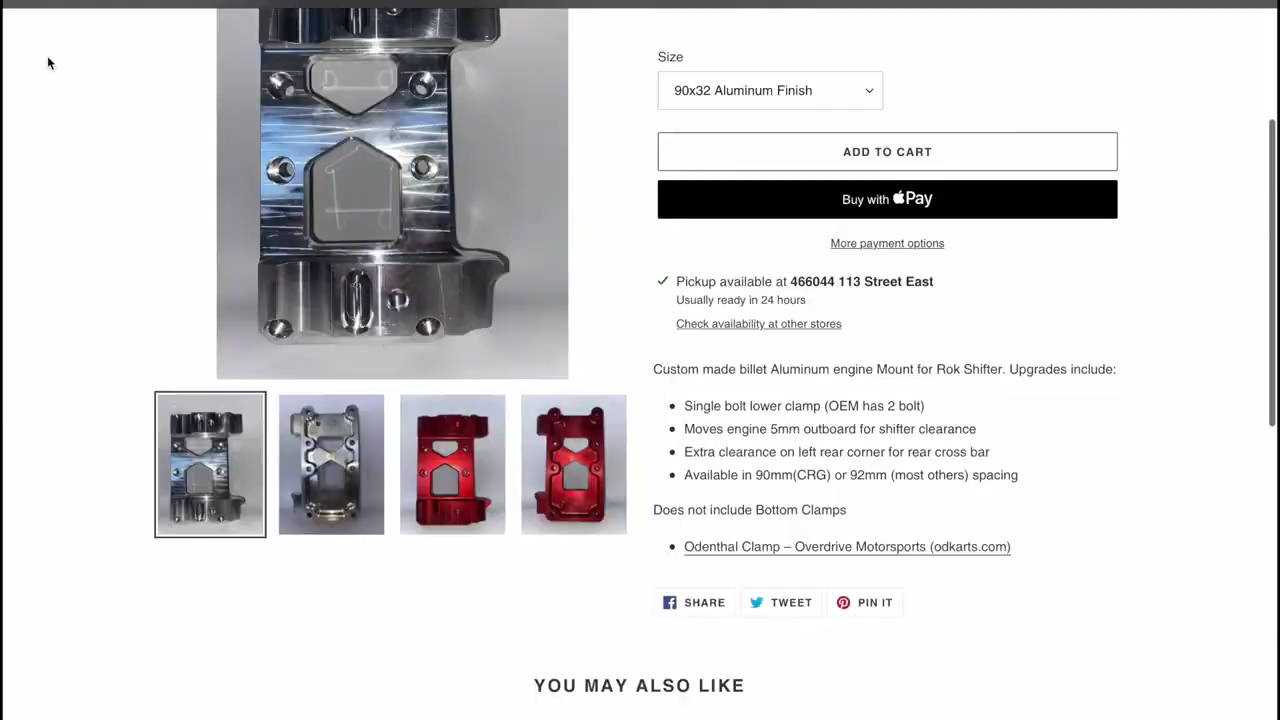 Size
90x32 Aluminum Finish
ADD TO CART
Buy with Pay
More payment options
Pickup available at 466044 113 Street East
Usually ready in 24 hours
Check availability at other stores
Custom made billet Aluminum engine Mount for Rok Shifter. Upgrades include:
Single bolt lower clamp (OEM has 2 bolt)
Moves engine 5mm outboard for shifter clearance
Extra clearance on left rear corner for rear cross bar
Available in 90mm(CRG) or 92mm (most others) spacing
Does not include Bottom Clamps
Odenthal Clamp – Overdrive Motorsports (odkarts.com)
SHARE TWEET PIN IT
YOU MAY ALSO LIKE